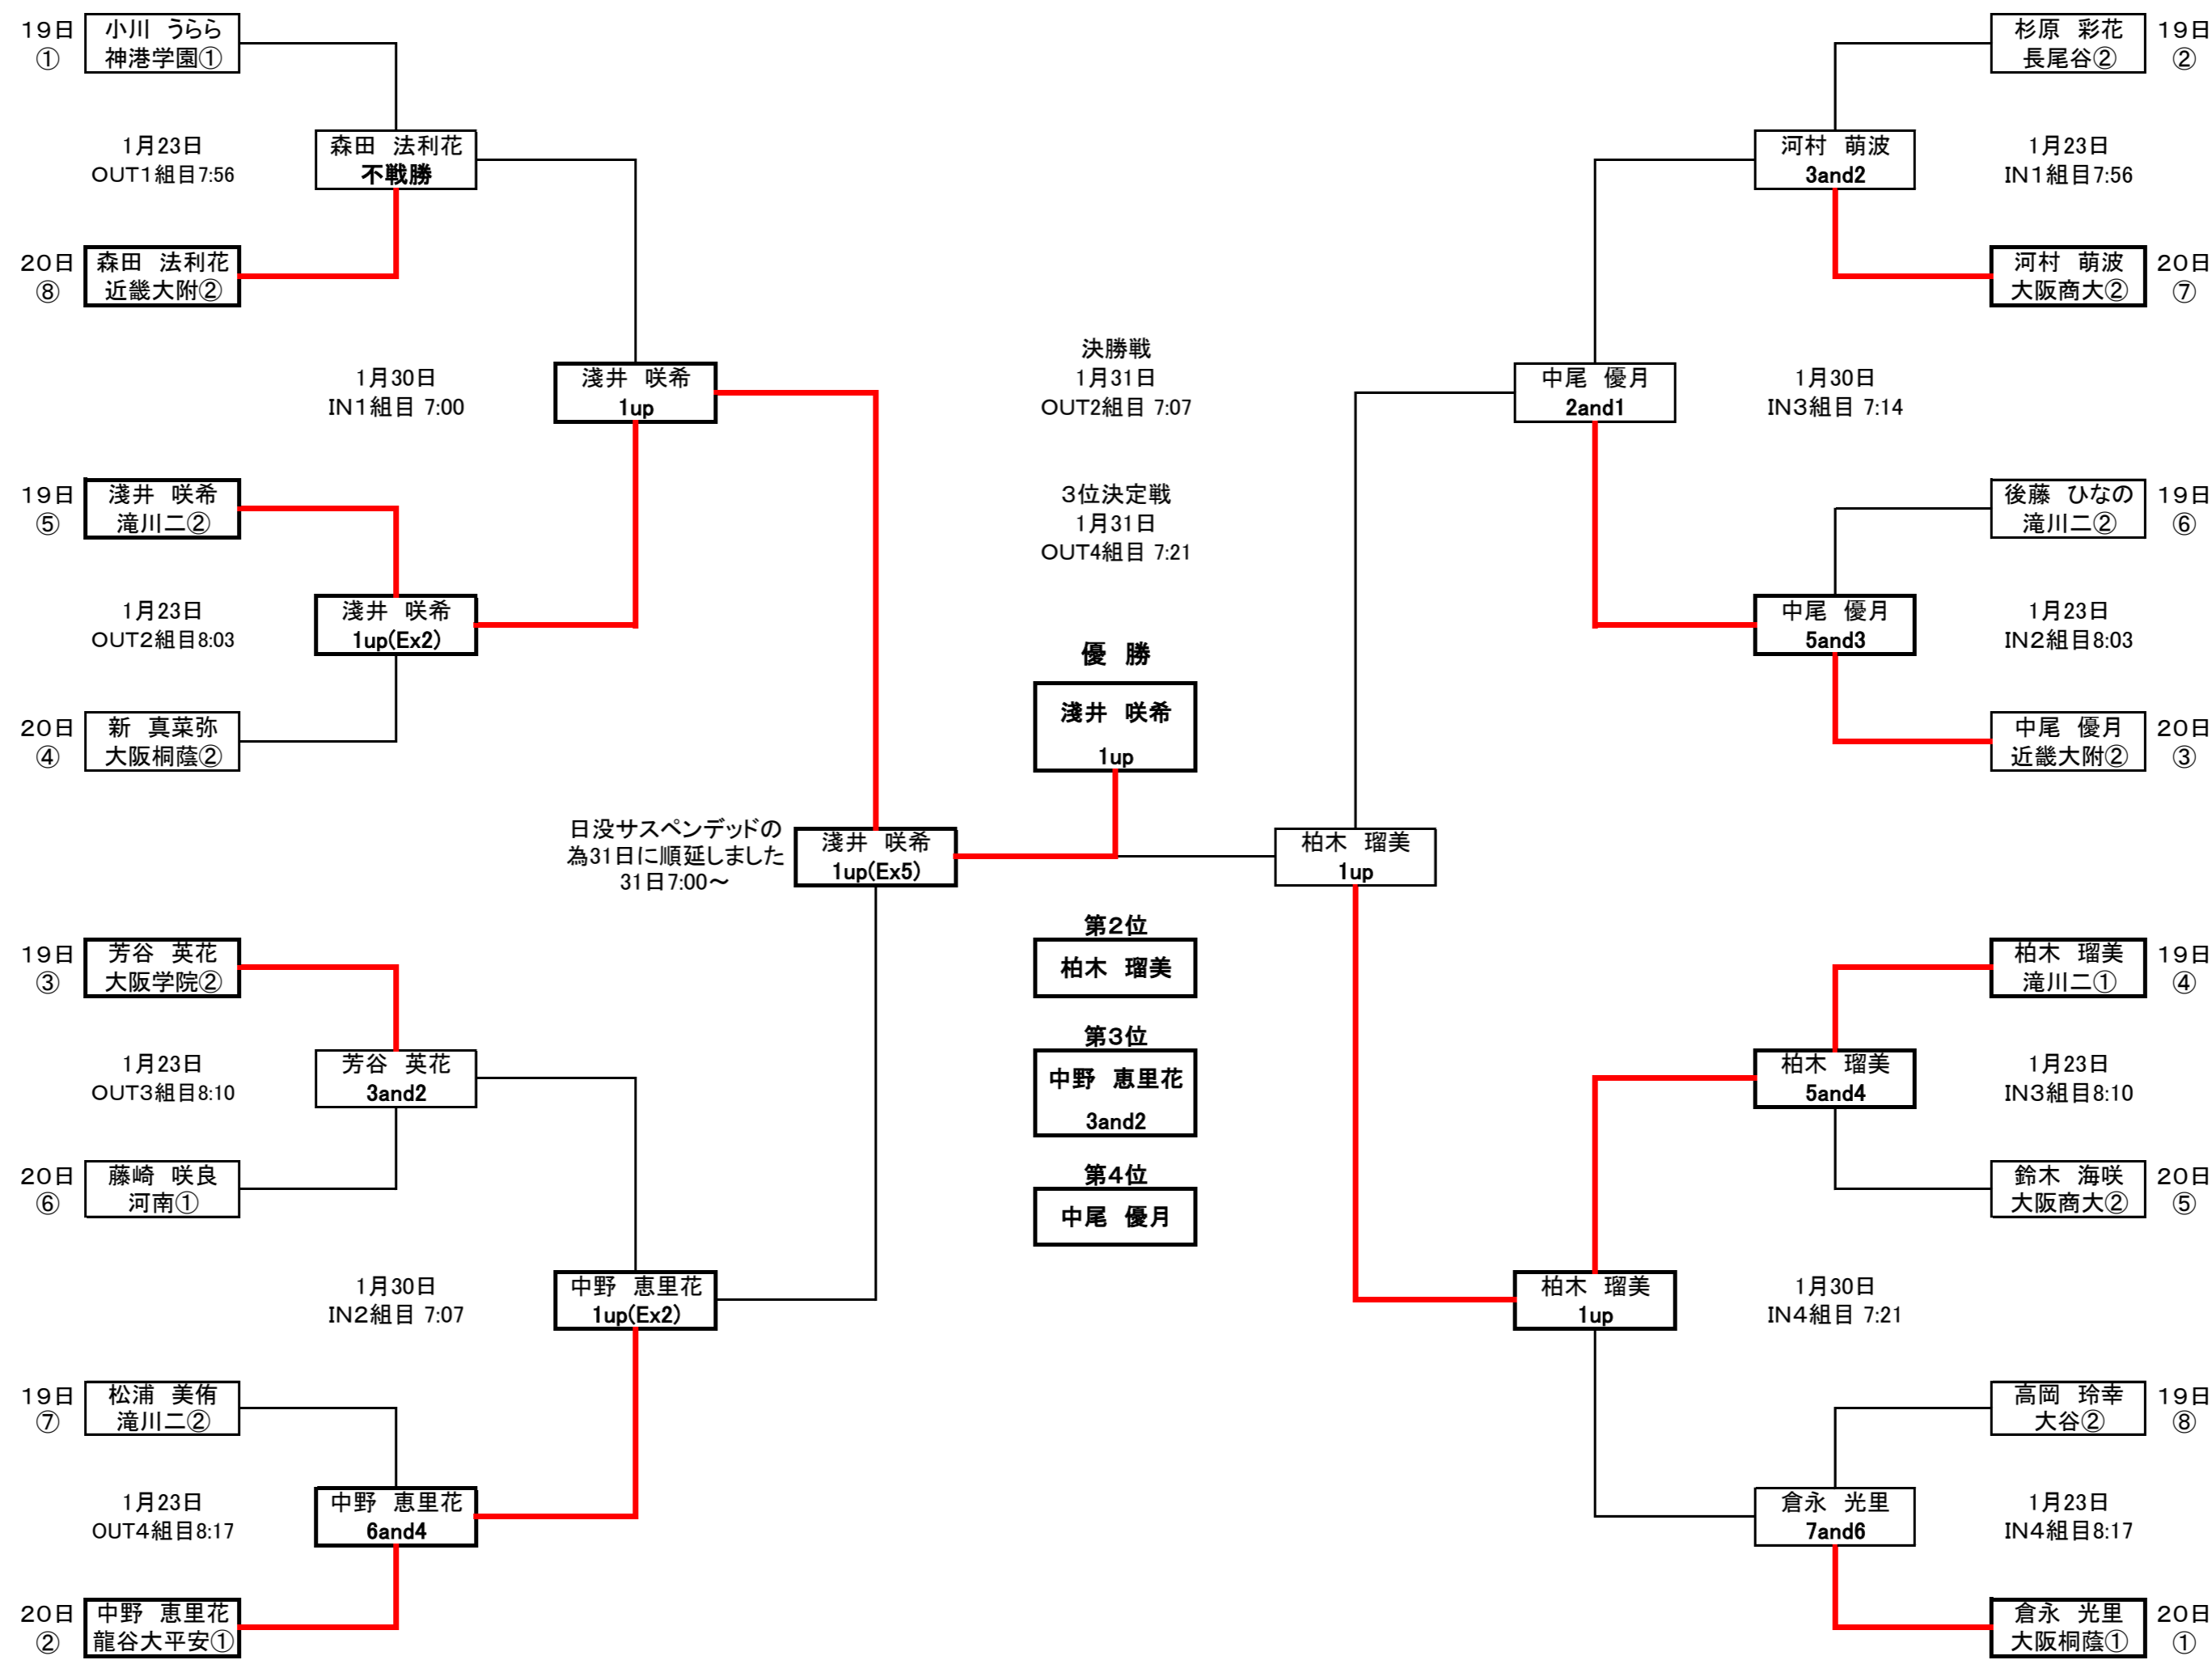 19日
①
小川　うらら
神港学園①
1月23日
OUT1組目7:56
森田　法利花
不戦勝
20日
⑧
森田　法利花
近畿大附②
1月30日
IN1組目 7:00
淺井　咲希
1up
19日
⑤
淺井　咲希
滝川二②
1月23日
OUT2組目8:03
淺井　咲希
1up(Ex2)
20日
④
新　真菜弥
大阪桐蔭②
日没サスペンデッドの
為31日に順延しました
31日7:00～
淺井　咲希
1up(Ex5)
19日
③
芳谷　英花
大阪学院②
1月23日
OUT3組目8:10
芳谷　英花
3and2
20日
⑥
藤崎　咲良
河南①
1月30日
IN2組目 7:07
中野　恵里花
1up(Ex2)
19日
⑦
松浦　美侑
滝川二②
1月23日
OUT4組目8:17
中野　恵里花
6and4
20日
②
中野　恵里花
龍谷大平安①
決勝戦
1月31日
OUT2組目 7:07
3位決定戦
1月31日
OUT4組目 7:21
優　勝
淺井　咲希
1up
第2位
柏木　瑠美
第3位
中野　恵里花
3and2
第4位
中尾　優月
杉原　彩花
長尾谷②
19日
②
河村　萌波
3and2
1月23日
IN1組目7:56
河村　萌波
大阪商大②
20日
⑦
中尾　優月
2and1
1月30日
IN3組目 7:14
後藤　ひなの
滝川二②
19日
⑥
中尾　優月
5and3
1月23日
IN2組目8:03
中尾　優月
近畿大附②
20日
③
柏木　瑠美
1up
柏木　瑠美
滝川二①
19日
④
柏木　瑠美
5and4
1月23日
IN3組目8:10
鈴木　海咲
大阪商大②
20日
⑤
柏木　瑠美
1up
1月30日
IN4組目 7:21
高岡　玲幸
大谷②
19日
⑧
倉永　光里
7and6
1月23日
IN4組目8:17
倉永　光里
大阪桐蔭①
20日
①